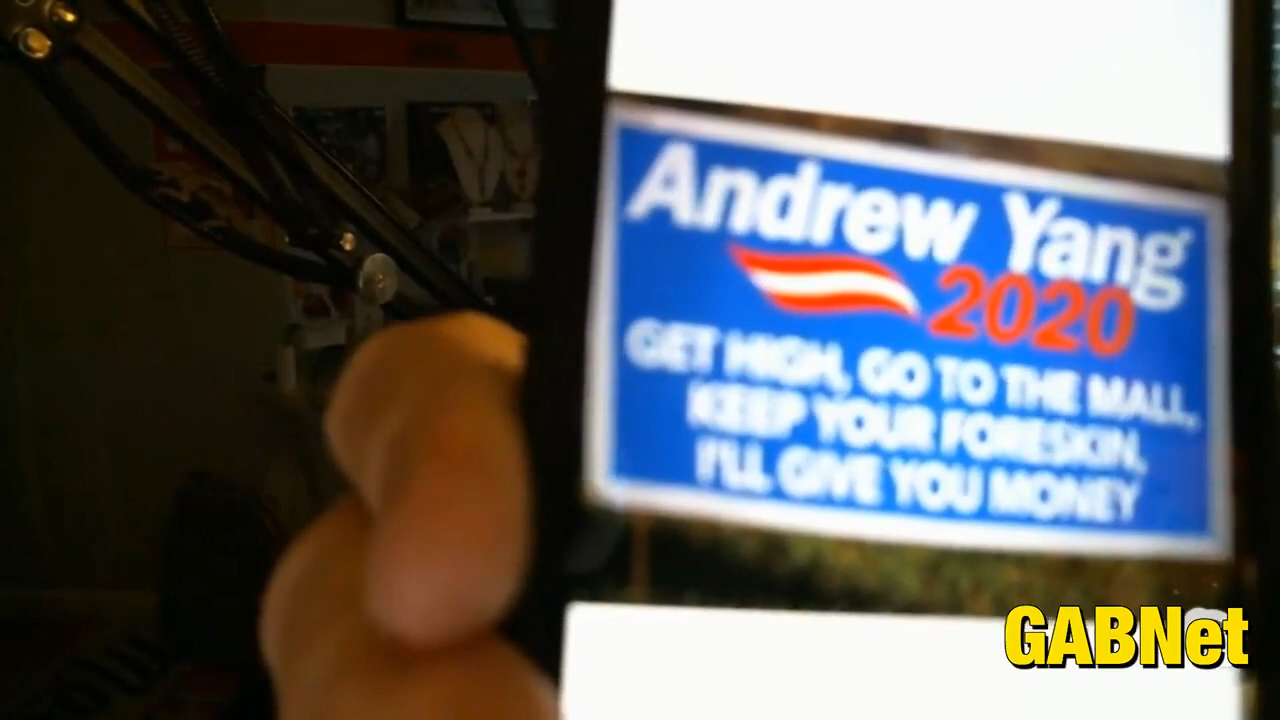 Andrew Yang
2020
GET HIGH, GO TO THE MALL,
KEEP YOUR FORESKIN,
I'LL GIVE YOU MONEY
GABNet